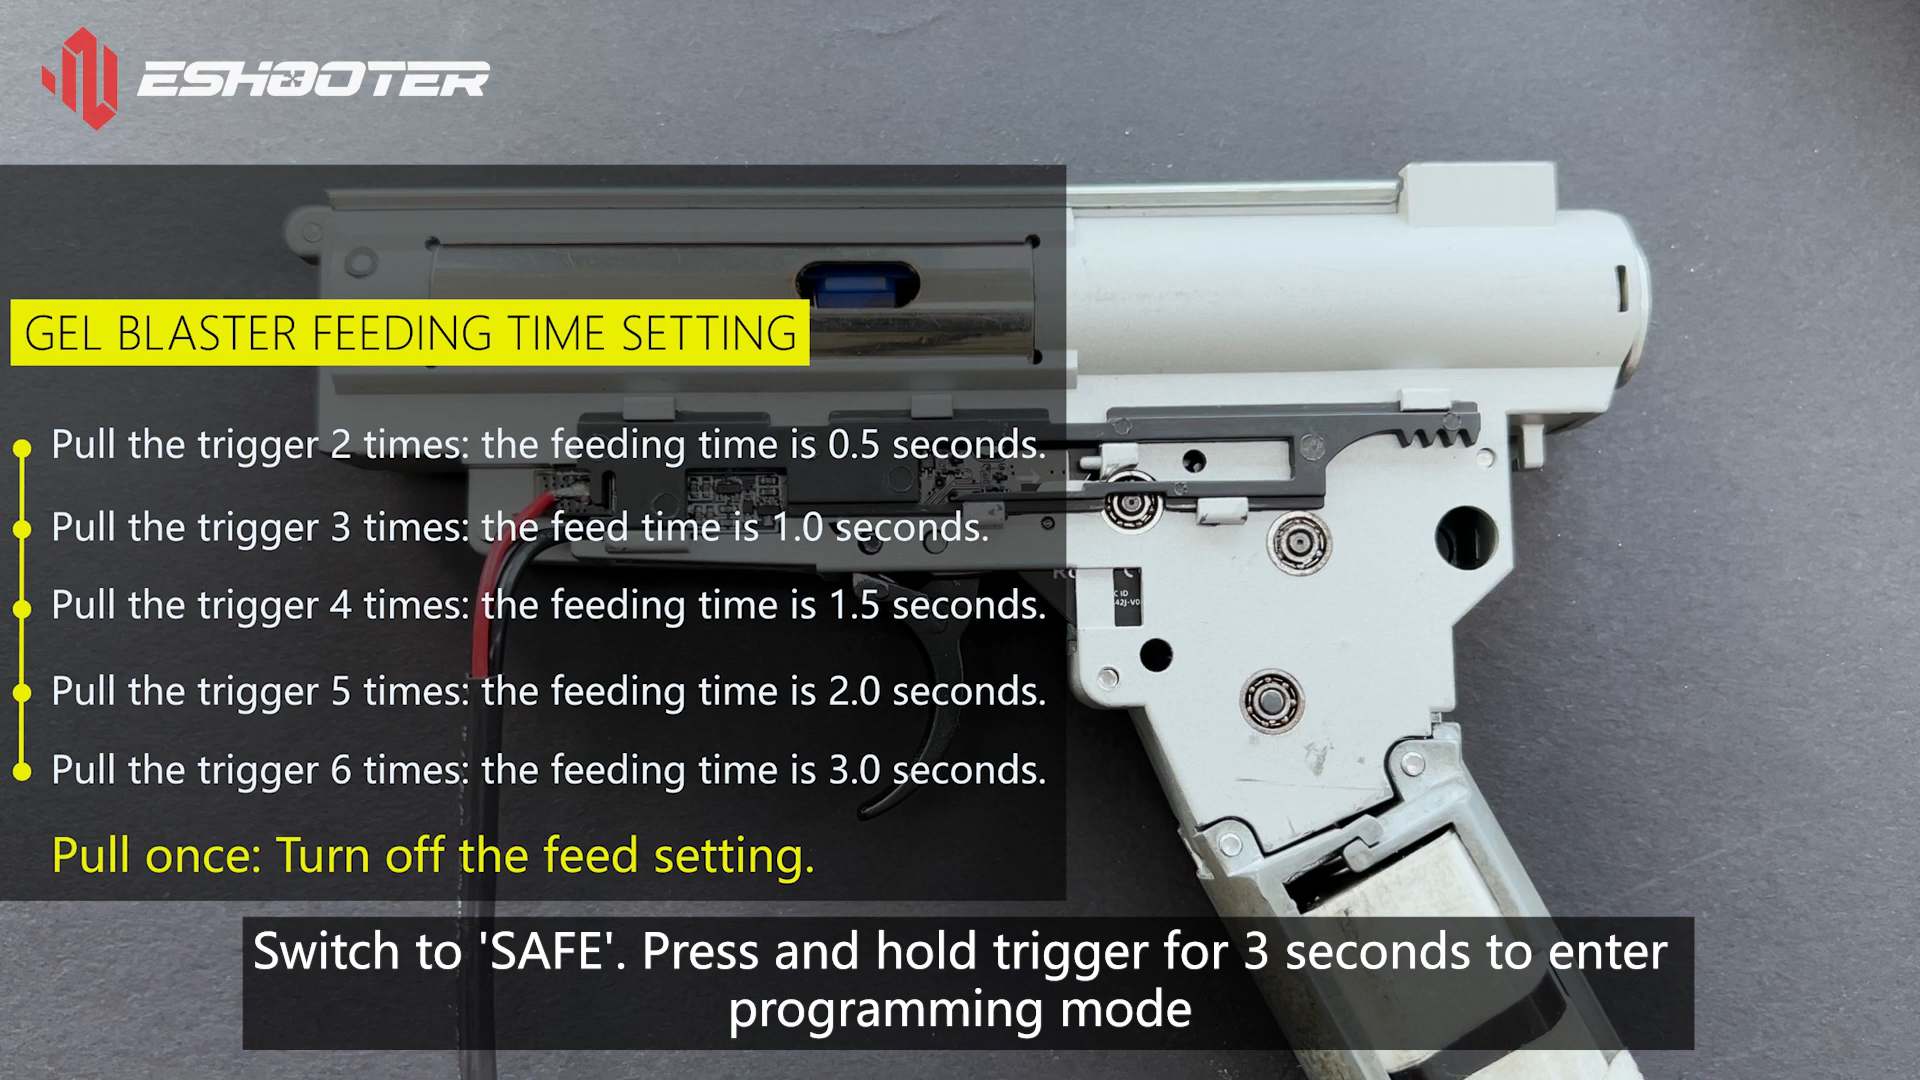 ESHOOTER
GEL BLASTER FEEDING TIME SETTING
Pull the trigger 2 times: the feeding time is 0.5 seconds.
Pull the trigger 3 times: the feed time is 1.0 seconds.
Pull the trigger 4 times: the feeding time is 1.5 seconds.
Pull the trigger 5 times: the feeding time is 2.0 seconds.
Pull the trigger 6 times: the feeding time is 3.0 seconds.
Pull once: Turn off the feed setting.
Switch to 'SAFE'. Press and hold trigger for 3 seconds to enter
programming mode